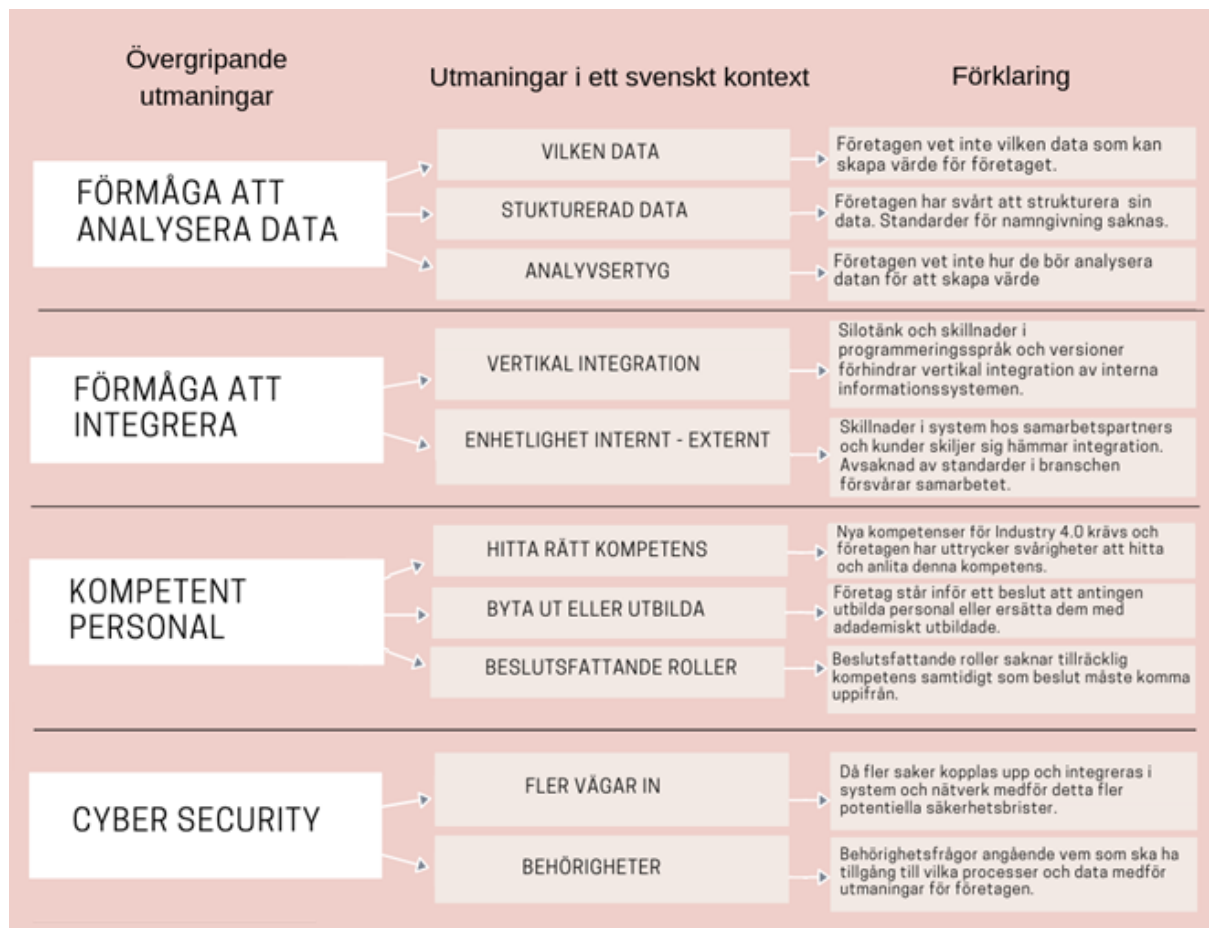 Övergripande
utmaningar
Utmaningar i ett svenskt kontext
Förklaring
FÖRMÅGA ATT
ANALYSERA DATA
VILKEN DATA
Företagen vet inte vilken data som kan
skapa värde för företaget.
STUKTURERAD DATA
Företagen har svårt att strukturera sin
data. Standarder för namngivning saknas.
ANALYVSERTYG
Företagen vet inte hur de bör analysera
datan för att skapa värde
FÖRMÅGA ATT
INTEGRERA
VERTIKAL INTEGRATION
Silotänk och skillnader i
programmeringsspråk och versioner
förhindrar vertikal integration av interna
informationssystemen.
ENHETLIGHET INTERNT - EXTERNT
Skillnader i system hos samarbetspartners
och kunder skiljer sig hämmar integration.
Avsaknad av standarder i branschen
försvårar samarbetet.
KOMPETENT
PERSONAL
HITTA RÄTT KOMPETENS
Nya kompetenser för Industry 4.0 krävs och
företagen har uttrycker svårigheter att hitta
och anlita denna kompetens.
BYTA UT ELLER UTBILDA
Företag står inför ett beslut att antingen
utbilda personal eller ersätta dem med
adademiskt utbildade.
BESLUTSFATTANDE ROLLER
Beslutsfattande roller saknar tillräcklig
kompetens samtidigt som beslut måste komma
uppifrån.
CYBER SECURITY
FLER VÄGAR IN
Då fler saker kopplas upp och integreras i
system och nätverk medför detta fler
potentiella säkerhetsbrister.
BEHÖRIGHETER
Behörighetsfrågor angående vem som ska ha
tillgång till vilka processer och data medför
utmaningar för företagen.